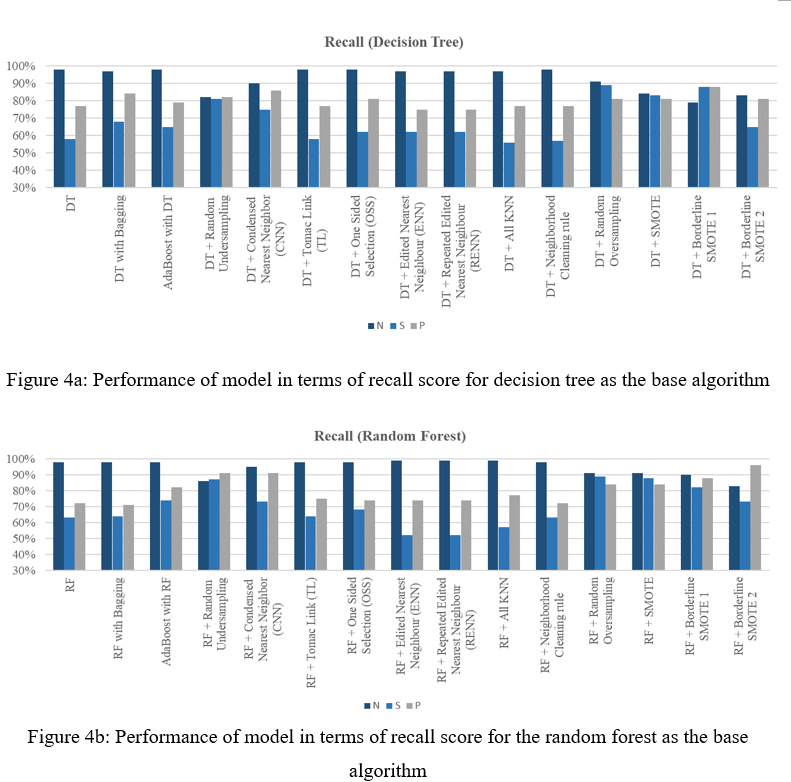 Recall (Decision Tree)
100%
90%
80%
70%
60%
50%
40%
30%
DT
DT with Bagging
AdaBoost with DT
DT + Random
Undersampling
DT + Condensed
Nearest Neighbor
(CNN)
DT + Tomac Link
(TL)
DT + One Sided
Selection (OSS)
DT + Edited Nearest
Neighbour (ENN)
DT + Repeated Edited
Nearest Neighbour
(RENN)
DT + All KNN
DT + Neighborhood
Cleaning rule
DT + Random
Oversampling
DT + SMOTE
DT + Borderline
SMOTE 1
DT + Borderline
SMOTE 2
N S P
Figure 4a: Performance of model in terms of recall score for decision tree as the base algorithm
Recall (Random Forest)
100%
90%
80%
70%
60%
50%
40%
30%
RF
RF with Bagging
AdaBoost with RF
RF + Random
Undersampling
RF + Condensed
Nearest Neighbor
(CNN)
RF + Tomac Link (TL)
RF + One Sided
Selection (OSS)
RF + Edited Nearest
Neighbour (ENN)
RF + Repeated Edited
Nearest Neighbour
(RENN)
RF + All KNN
RF + Neighborhood
Cleaning rule
RF + Random
Oversampling
RF + SMOTE
RF + Borderline
SMOTE 1
RF + Borderline
SMOTE 2
N S P
Figure 4b: Performance of model in terms of recall score for the random forest as the base
algorithm